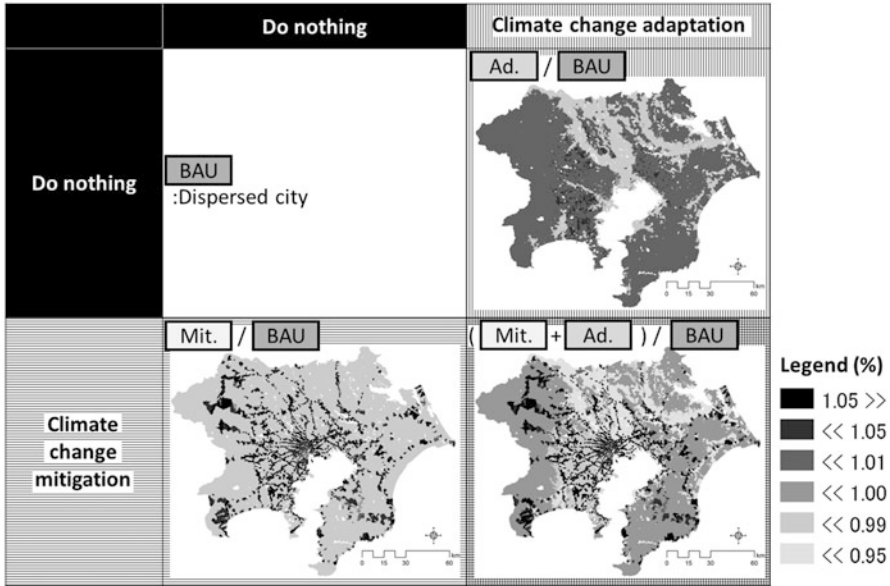 Do nothing
Climate change adaptation
Do nothing
BAU
:Dispersed city
Ad. / BAU
0 15 30 60
km
Climate
change
mitigation
Mit. / BAU
0 15 30 60
km
( Mit. + Ad. ) / BAU
0 15 30 60
km
Legend (%)
1.05 >>
<< 1.05
<< 1.01
<< 1.00
<< 0.99
<< 0.95